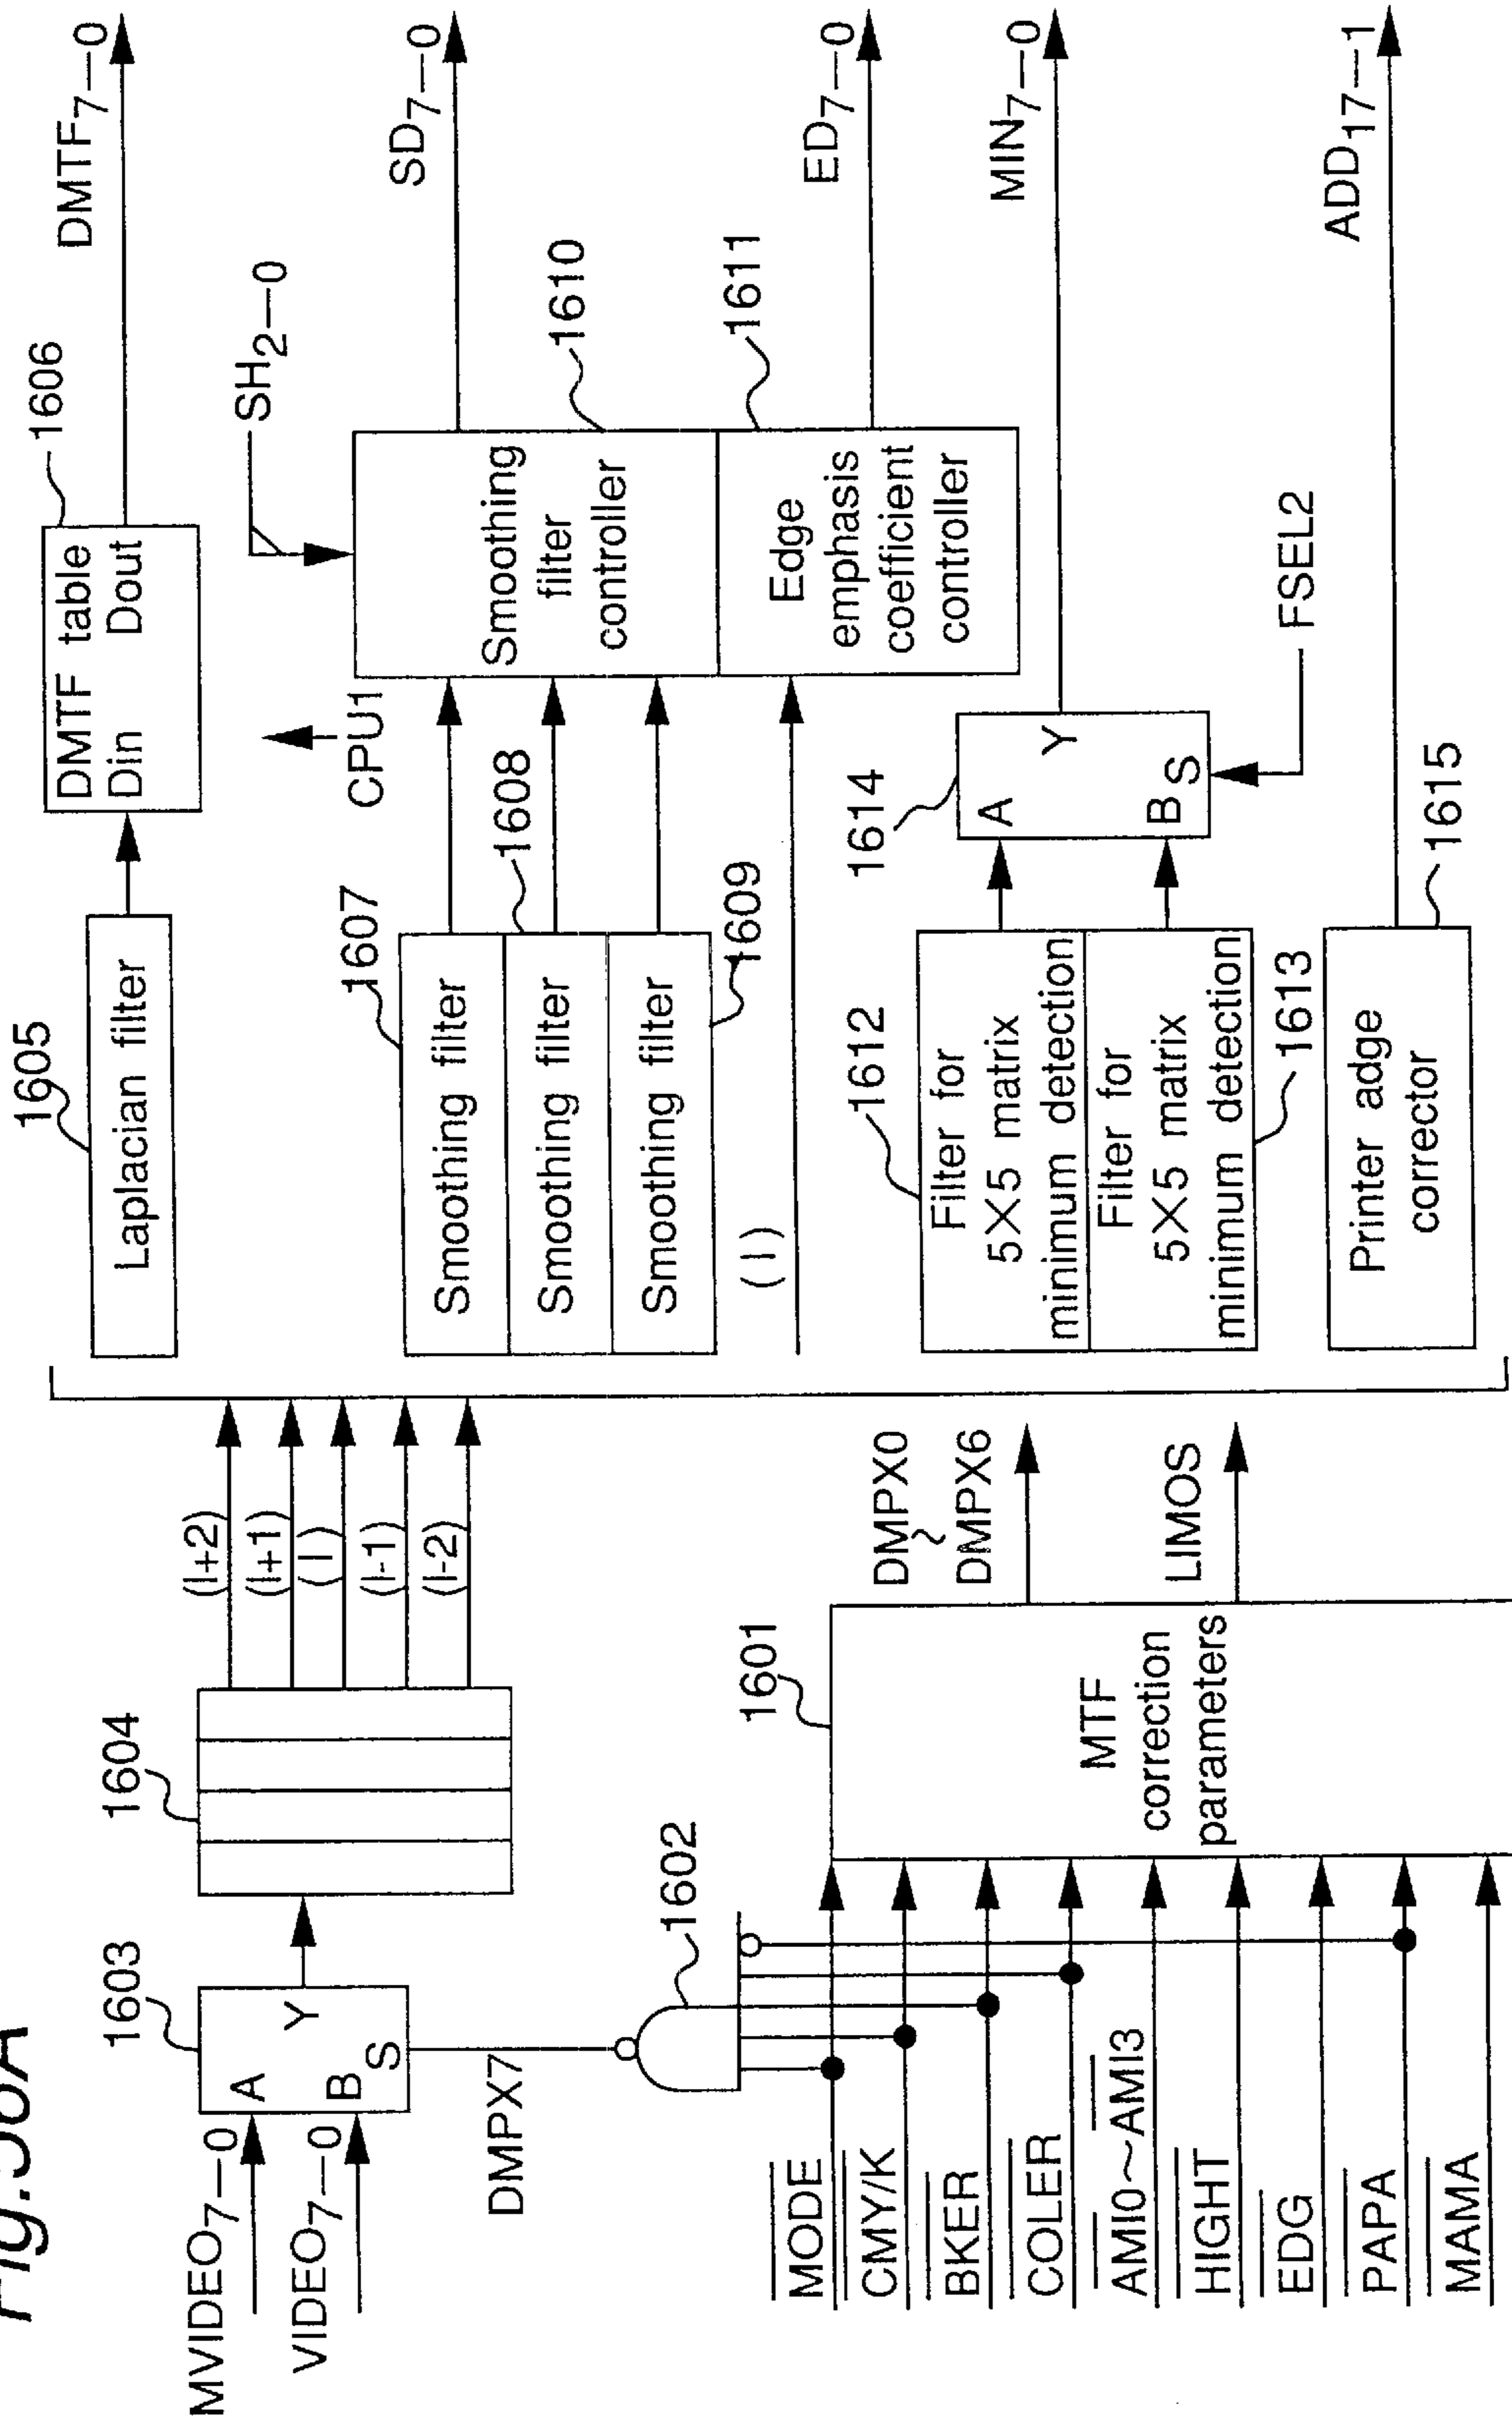 Fig.36A
MVIDEO7—0
VIDEO7—0
1603
A
B
Y
S
1604
(I+2)
(I+1)
(I)
(I-1)
(I-2)
DMPX7
1602
MODE
CMY/K
BKER
COLER
AMI0~AMI3
HIGHT
EDG
PAPA
MAMA
1601
MTF
correction
parameters
DMPX0
~
DMPX6
LIMOS
1605
Laplacian filter
1606
DMTF table
Din Dout
DMTF7—0
CPU1
SH2—0
1607
Smoothing filter
1608
Smoothing filter
Smoothing filter
1609
(I)
Smoothing
filter
controller
1610
SD7—0
Edge
emphasis
coefficient
controller
1611
ED7—0
1612
Filter for
5×5 matrix
minimum detection
Filter for
5×5 matrix
minimum detection
1613
1614
A
B
Y
S
FSEL2
MIN7—0
Printer adge
corrector
1615
ADD17—1